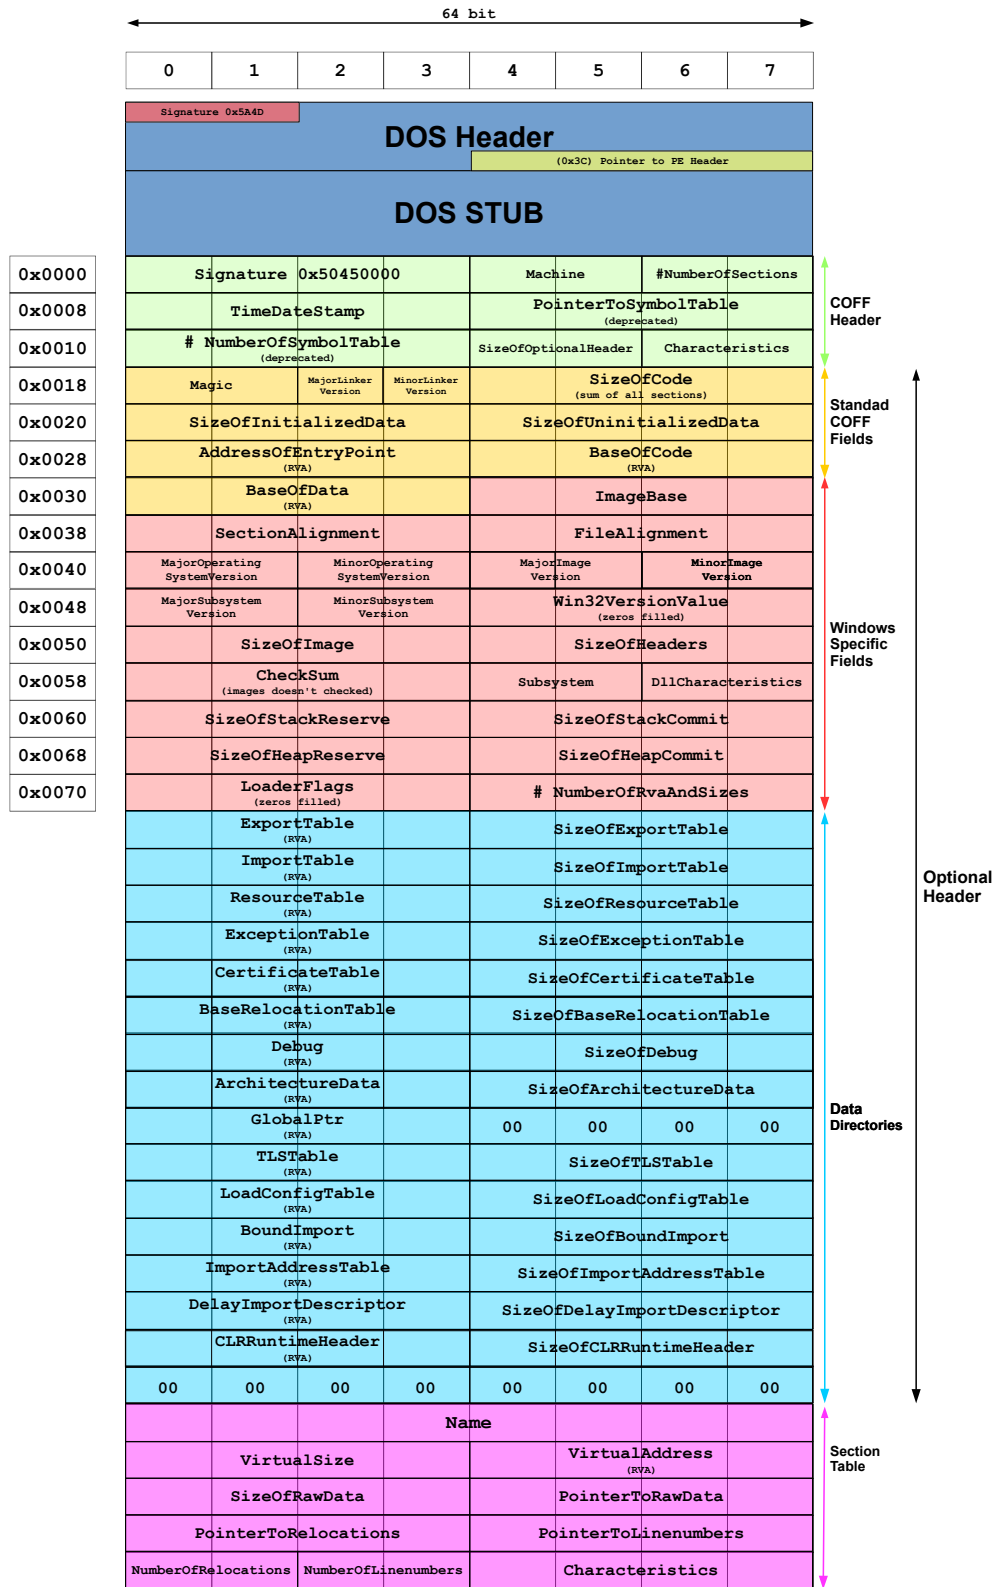 64 bit
0 1 2 3 4 5 6 7
Signature 0x5A4D
DOS Header
(0x3C) Pointer to PE Header
DOS STUB
0x0000 Signature 0x50450000 Machine #NumberOfSections
0x0008 TimeDateStamp PointerToSymbolTable
(deprecated)
COFF
Header
0x0010 # NumberOfSymbolTable
(deprecated)
SizeOfOptionalHeader Characteristics
0x0018 Magic MajorLinker
Version
MinorLinker
Version
SizeOfCode
(sum of all sections)
0x0020 SizeOfInitializedData SizeOfUninitializedData
Standad
COFF
Fields
0x0028 AddressOfEntryPoint
(RVA)
BaseOfCode
(RVA)
0x0030 BaseOfData
(RVA)
ImageBase
0x0038 SectionAlignment FileAlignment
0x0040 MajorOperating
SystemVersion
MinorOperating
SystemVersion
MajorImage
Version
MinorImage
Version
0x0048 MajorSubsystem
Version
MinorSubsystem
Version
Win32VersionValue
(zeros filled)
0x0050 SizeOfImage SizeOfHeaders
Windows
Specific
Fields
0x0058 CheckSum
(images doesn't checked)
Subsystem DllCharacteristics
0x0060 SizeOfStackReserve SizeOfStackCommit
0x0068 SizeOfHeapReserve SizeOfHeapCommit
0x0070 LoaderFlags
(zeros filled)
# NumberOfRvaAndSizes
ExportTable
(RVA)
SizeOfExportTable
ImportTable
(RVA)
SizeOfImportTable
ResourceTable
(RVA)
SizeOfResourceTable
Optional
Header
ExceptionTable
(RVA)
SizeOfExceptionTable
CertificateTable
(RVA)
SizeOfCertificateTable
BaseRelocationTable
(RVA)
SizeOfBaseRelocationTable
Debug
(RVA)
SizeOfDebug
ArchitectureData
(RVA)
SizeOfArchitectureData
Data
Directories
GlobalPtr
(RVA)
00 00 00 00
TLSTable
(RVA)
SizeOfTLSTable
LoadConfigTable
(RVA)
SizeOfLoadConfigTable
BoundImport
(RVA)
SizeOfBoundImport
ImportAddressTable
(RVA)
SizeOfImportAddressTable
DelayImportDescriptor
(RVA)
SizeOfDelayImportDescriptor
CLRRuntimeHeader
(RVA)
SizeOfCLRRuntimeHeader
00 00 00 00 00 00 00 00
Name
VirtualSize VirtualAddress
(RVA)
Section
Table
SizeOfRawData PointerToRawData
PointerToRelocations PointerToLinenumbers
NumberOfRelocations NumberOfLinenumbers Characteristics